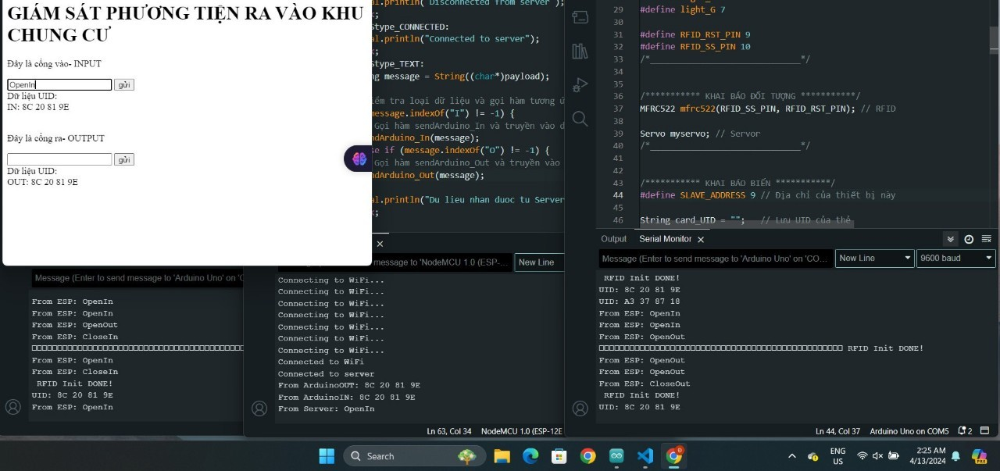 GIÁM SÁT PHƯƠNG TIỆN RA VÀO KHU
CHUNG CƯ
Đây là cổng vào- INPUT
OpenIn
gửi
Dữ liệu UID:
IN: 8C 20 81 9E
Đây là cổng ra- OUTPUT
gửi
Dữ liệu UID:
OUT: 8C 20 81 9E
al.println("Disconnected from server");
k;
Stype_CONNECTED:
al.println("Connected to server");
k;
Stype_TEXT:
ng message = String((char*)payload);
iểm tra loại dữ liệu và gọi hàm tương ứ
message.indexOf("I") != -1) {
Gọi hàm sendArduino_In và truyền vào d
ndArduino_In(message);
se if (message.indexOf("O") != -1) {
Gọi hàm sendArduino_Out và truyền vào
ndArduino_Out(message);
al.println("Du lieu nhan duoc tu Server
k;
29 #define light_G 7
30
31 #define RFID_RST_PIN 9
32 #define RFID_SS_PIN 10
33 /*_____________________________*/
34
35
36 /*********** KHAI BÁO ĐỐI TƯỢNG ***********/
37 MFRC522 mfrc522(RFID_SS_PIN, RFID_RST_PIN); // RFID
38
39 Servo myservo; // Servor
40 /*_____________________________*/
41
42
43 /*********** KHAI BÁO BIẾN ***********/
44 #define SLAVE_ADDRESS 9 // Địa chỉ của thiết bị này
45
46 String card_UID = ""; // Lưu UID của thẻ
Message (Enter to send message to 'Arduino Uno' on 'C
From ESP: OpenIn
From ESP: OpenIn
From ESP: OpenOut
From ESP: CloseIn
From ESP: OpenIn
From ESP: CloseIn
RFID Init DONE!
UID: 8C 20 81 9E
From ESP: OpenIn
message to 'NodeMCU 1.0 (ESP-...
New Line
Connecting to WiFi...
Connecting to WiFi...
Connecting to WiFi...
Connecting to WiFi...
Connecting to WiFi...
Connecting to WiFi...
Connecting to WiFi...
Connected to WiFi
Connected to server
From ArduinoOUT: 8C 20 81 9E
From ArduinoIN: 8C 20 81 9E
From Server: OpenIn
Ln 63, Col 34 NodeMCU 1.0 (ESP-12E
Output Serial Monitor
Message (Enter to send message to 'Arduino Uno' on 'CO...
New Line
9600 baud
RFID Init DONE!
UID: 8C 20 81 9E
UID: A3 37 87 18
From ESP: OpenIn
From ESP: OpenIn
From ESP: OpenOut
RFID Init DONE!
From ESP: OpenOut
From ESP: OpenOut
From ESP: CloseOut
RFID Init DONE!
UID: 8C 20 81 9E
Ln 44, Col 37 Arduino Uno on COM5 2
Search
ENG
US
2:25 AM
4/13/2024